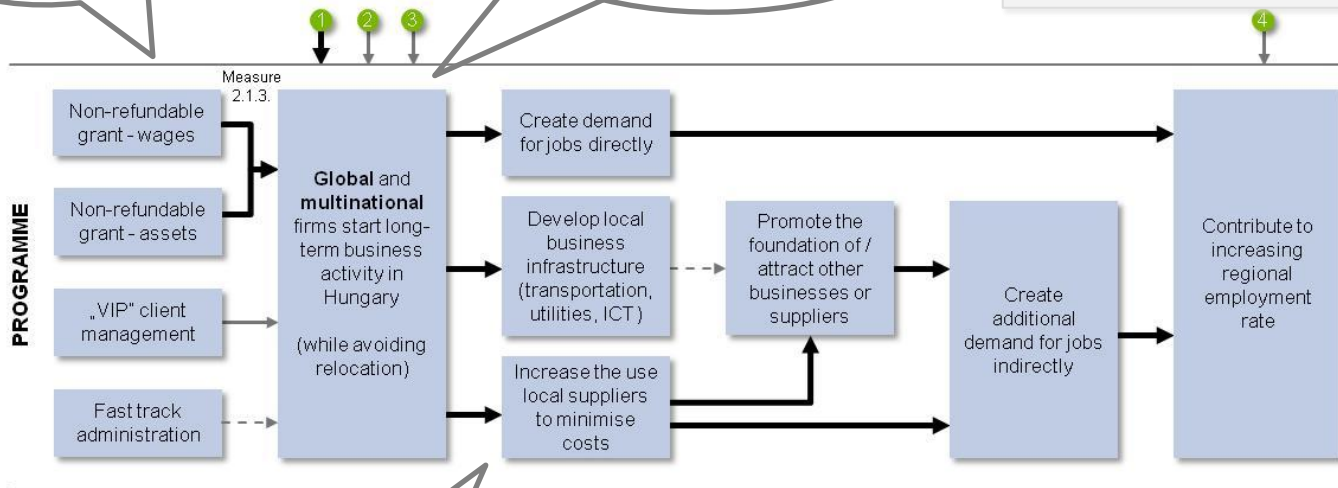 1
2
3
4
Measure
2.1.3.
PROGRAMME
Non-refundable
grant - wages
Non-refundable
grant - assets
„VIP" client
management
Fast track
administration
Global and
multinational
firms start long-
term business
activity in
Hungary
(while avoiding
relocation)
Create demand
for jobs directly
Develop local
business
infrastructure
(transportation,
utilities, ICT)
Increase the use
local suppliers
to minimise
costs
Promote the
foundation of /
attract other
businesses or
suppliers
Create
additional
demand for jobs
indirectly
Contribute to
increasing
regional
employment
rate